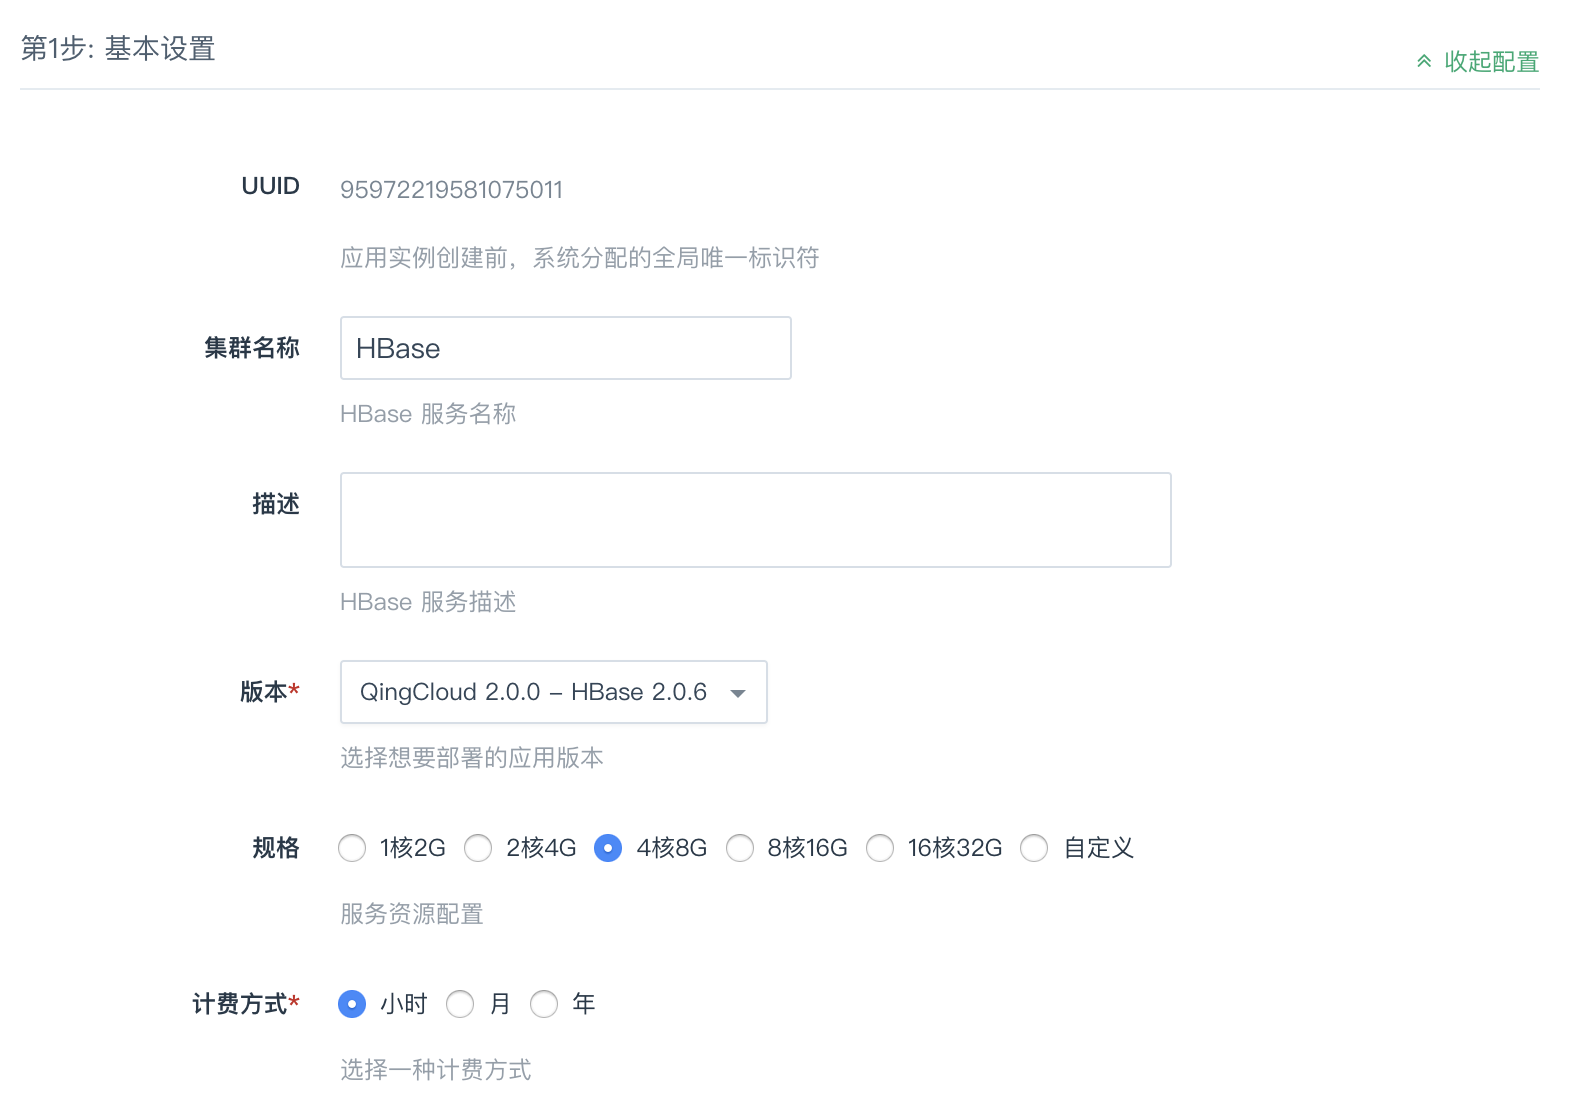 第1步: 基本设置
收起配置
UUID 95972219581075011
应用实例创建前，系统分配的全局唯一标识符
集群名称 HBase
HBase 服务名称
描述
HBase 服务描述
版本* QingCloud 2.0.0 – HBase 2.0.6
选择想要部署的应用版本
规格 1核2G 2核4G 4核8G 8核16G 16核32G 自定义
服务资源配置
计费方式* 小时 月 年
选择一种计费方式